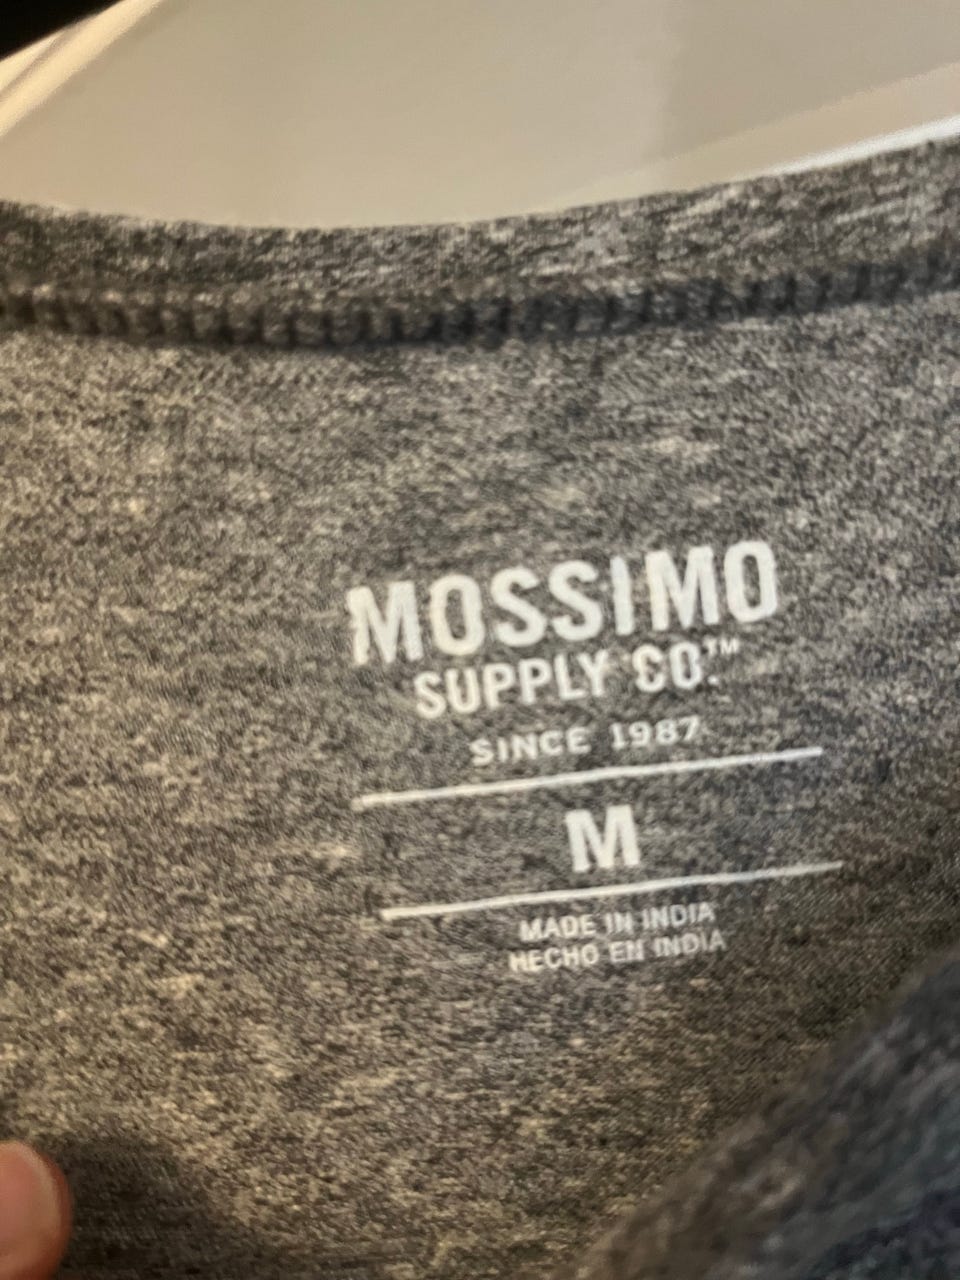 MOSSIMO
SUPPLY CO.™
SINCE 1987
M
MADE IN INDIA
HECHO EN INDIA